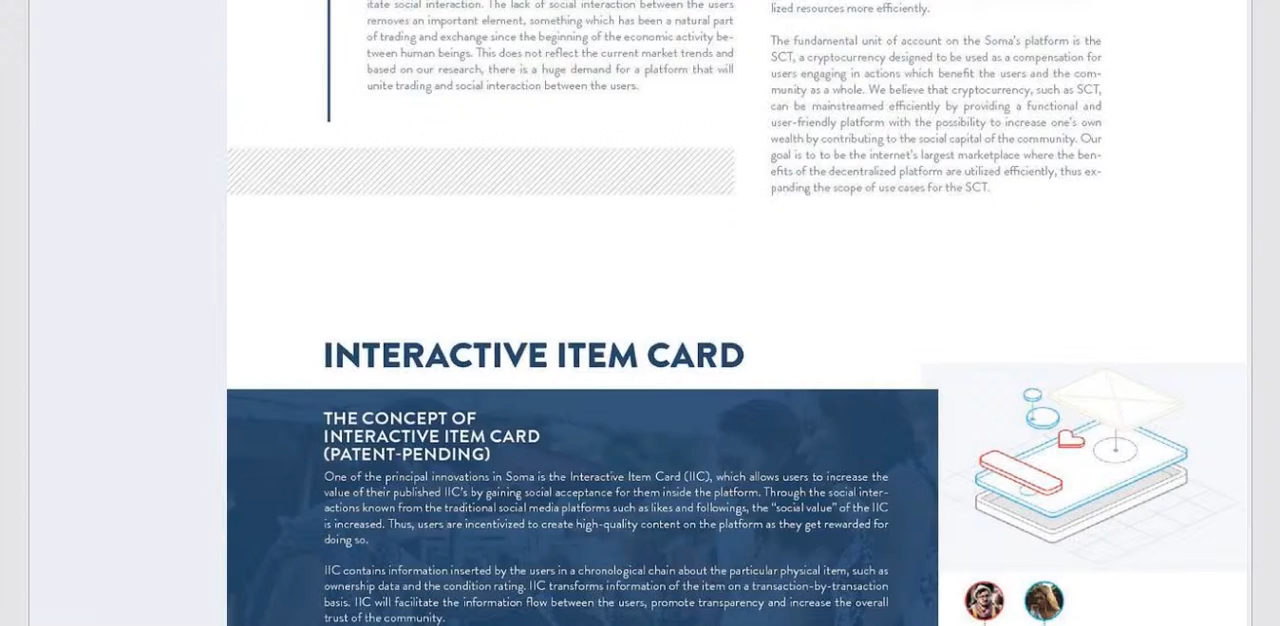 itate social interaction. The lack of social interaction between the users
removes an important element, something which has been a natural part
of trading and exchange since the beginning of the economic activity be-
tween human beings. This does not reflect the current market trends and
based on our research, there is a huge demand for a platform that will
unite trading and social interaction between the users.
lized resources more efficiently.
The fundamental unit of account on the Soma's platform is the
SCT, a cryptocurrency designed to be used as a compensation for
users engaging in actions which benefit the users and the com-
munity as a whole. We believe that cryptocurrency, such as SCT,
can be mainstreamed efficiently by providing a functional and
user-friendly platform with the possibility to increase one's own
wealth by contributing to the social capital of the community. Our
goal is to to be the internet's largest marketplace where the ben-
efits of the decentralized platform are utilized efficiently, thus ex-
panding the scope of use cases for the SCT.
INTERACTIVE ITEM CARD
THE CONCEPT OF
INTERACTIVE ITEM CARD
(PATENT-PENDING)
One of the principal innovations in Soma is the Interactive Item Card (IIC), which allows users to increase the
value of their published IIC's by gaining social acceptance for them inside the platform. Through the social inter-
actions known from the traditional social media platforms such as likes and followings, the "social value" of the IIC
is increased. Thus, users are incentivized to create high-quality content on the platform as they get rewarded for
doing so.
IIC contains information inserted by the users in a chronological chain about the particular physical item, such as
ownership data and the condition rating. IIC transforms information of the item on a transaction-by-transaction
basis. IIC will facilitate the information flow between the users, promote transparency and increase the overall
trust of the community.